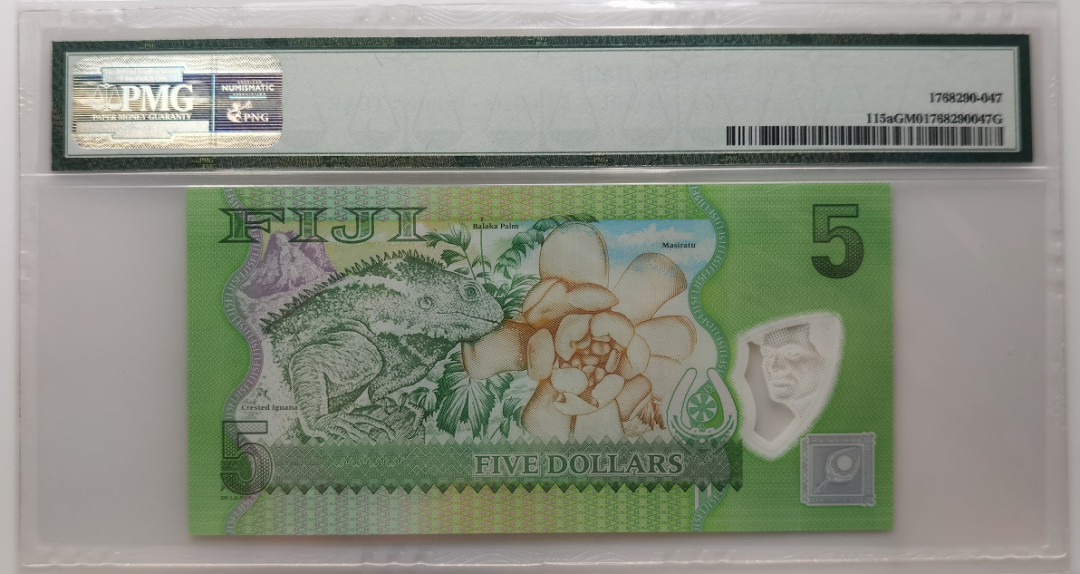 PMG
PAPER MONEY GUARANTY
NUMISMATIC
PNG
1768290-047
115aGM01768290047G
FIJI
Balaka Palm
Masiratu
5
Crested Iguana
5
FIVE DOLLARS